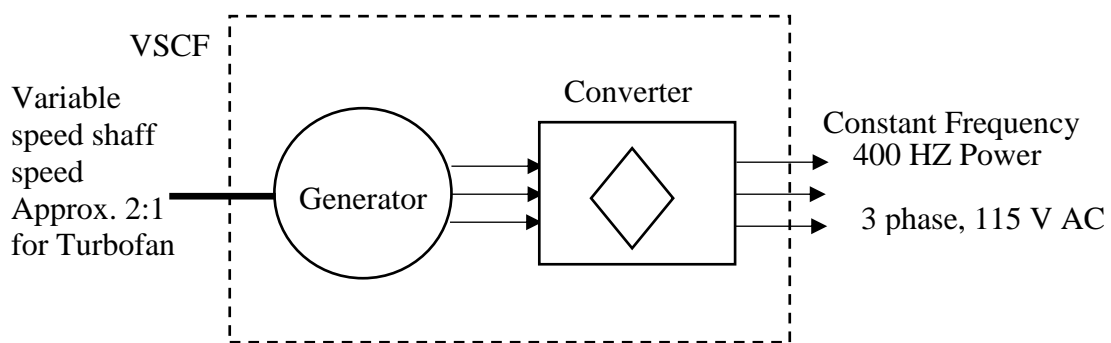 VSCF
Variable
speed shaff
speed
Approx. 2:1
for Turbofan
Generator
Converter
Constant Frequency
400 HZ Power
3 phase, 115 V AC